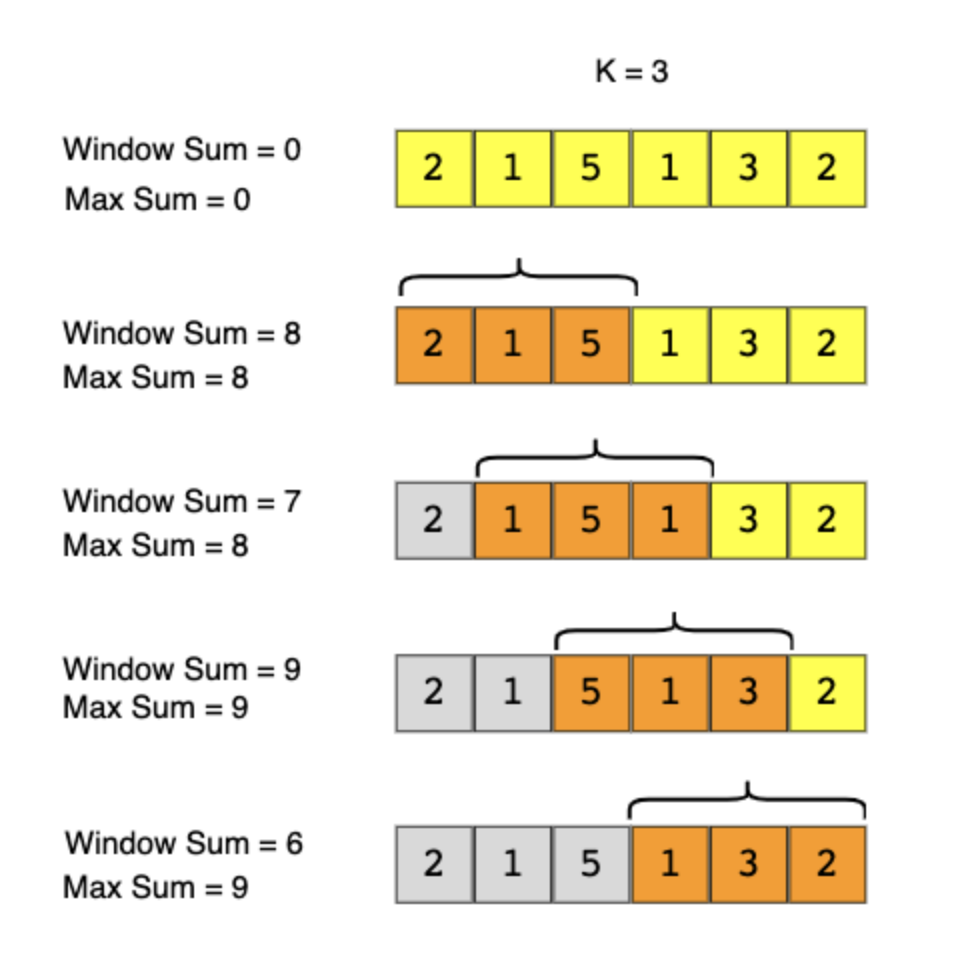 K = 3
Window Sum = 0
Max Sum = 0
2 1 5 1 3 2
Window Sum = 8
Max Sum = 8
2 1 5 1 3 2
Window Sum = 7
Max Sum = 8
2 1 5 1 3 2
Window Sum = 9
Max Sum = 9
2 1 5 1 3 2
Window Sum = 6
Max Sum = 9
2 1 5 1 3 2